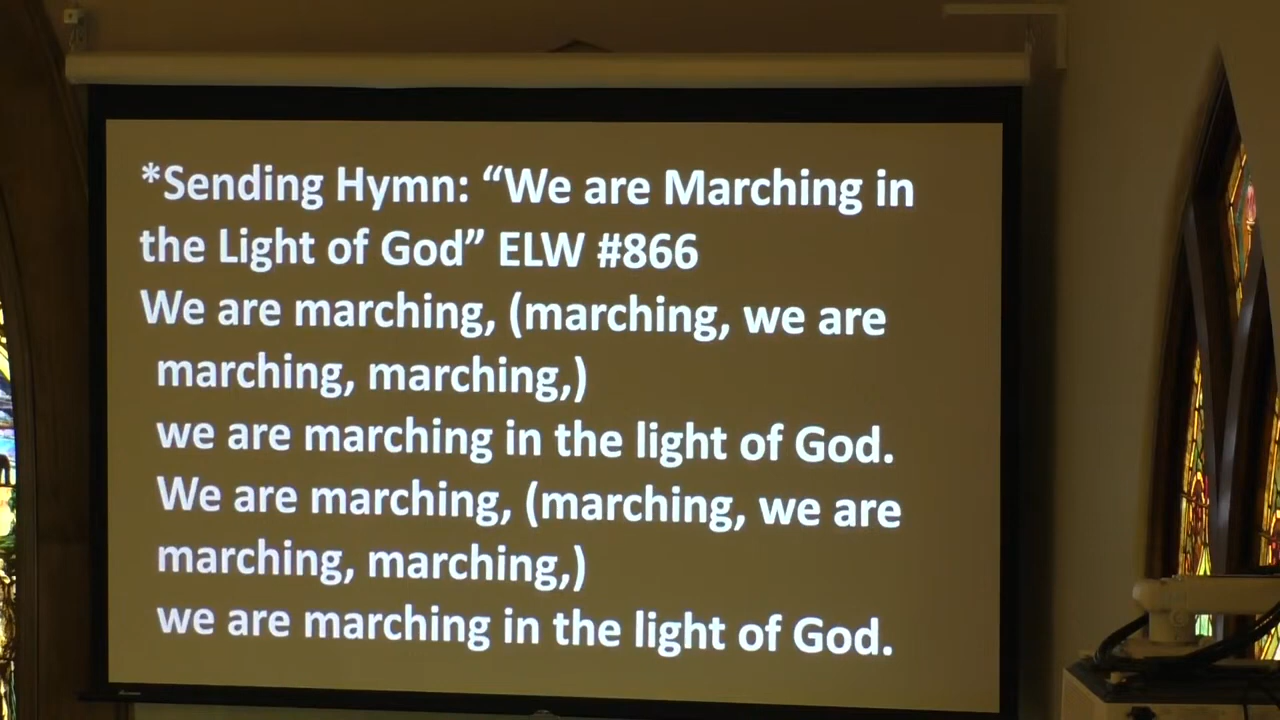 *Sending Hymn: “We are Marching in
the Light of God” ELW #866
We are marching, (marching, we are
marching, marching,)
we are marching in the light of God.
We are marching, (marching, we are
marching, marching,)
we are marching in the light of God.